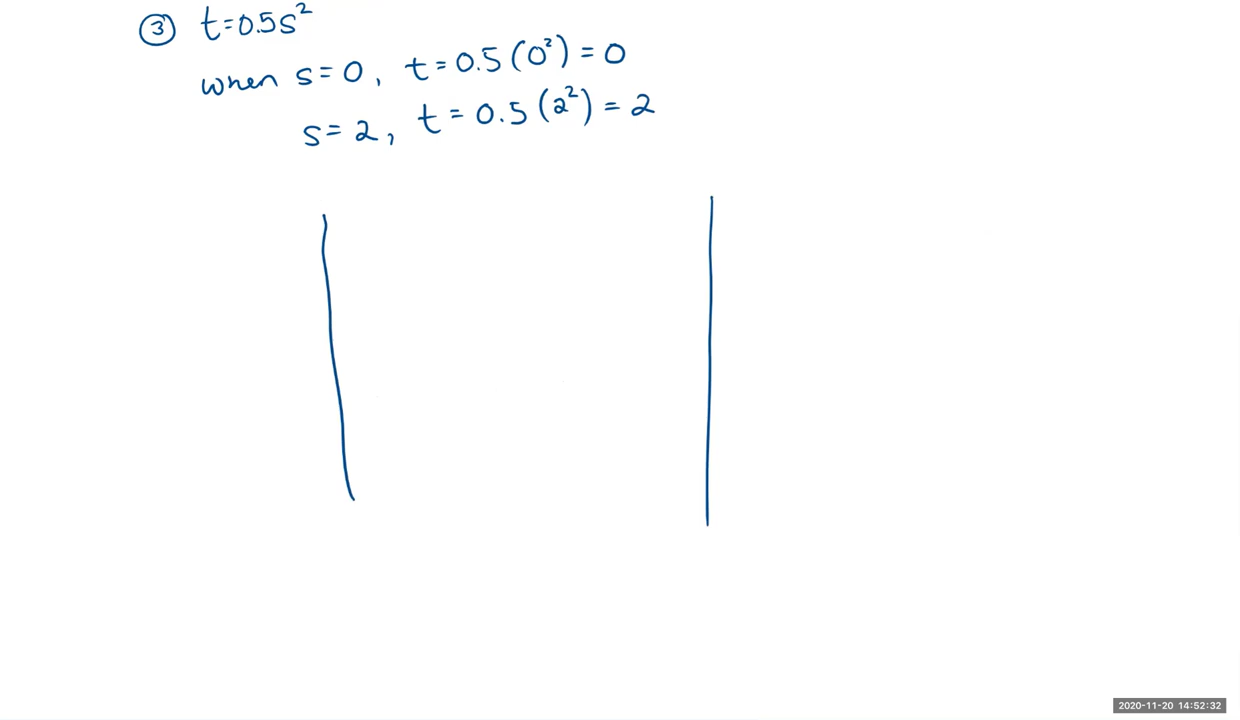 ③ t=0.5s²
when s=0, t=0.5(0²)=0
s=2, t=0.5(2²)=2
2020-11-20 14:52:32